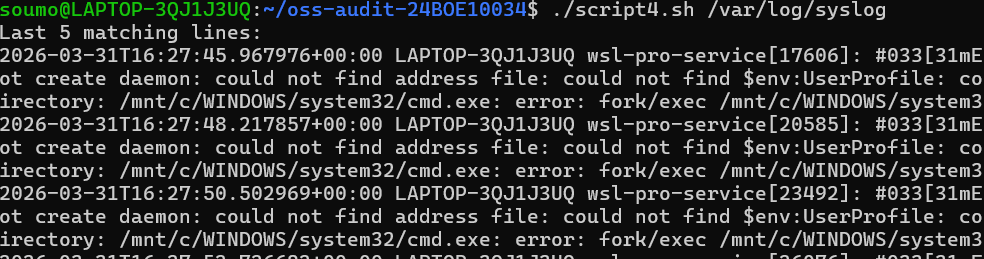 soumo@LAPTOP-3QJ1J3UQ:~/oss-audit-24BOE10034$ ./script4.sh /var/log/syslog
Last 5 matching lines:
2026-03-31T16:27:45.967976+00:00 LAPTOP-3QJ1J3UQ wsl-pro-service[17606]: #033[31mE
ot create daemon: could not find address file: could not find $env:UserProfile: co
irectory: /mnt/c/WINDOWS/system32/cmd.exe: error: fork/exec /mnt/c/WINDOWS/system3
2026-03-31T16:27:48.217857+00:00 LAPTOP-3QJ1J3UQ wsl-pro-service[20585]: #033[31mE
ot create daemon: could not find address file: could not find $env:UserProfile: co
irectory: /mnt/c/WINDOWS/system32/cmd.exe: error: fork/exec /mnt/c/WINDOWS/system3
2026-03-31T16:27:50.502969+00:00 LAPTOP-3QJ1J3UQ wsl-pro-service[23492]: #033[31mE
ot create daemon: could not find address file: could not find $env:UserProfile: co
irectory: /mnt/c/WINDOWS/system32/cmd.exe: error: fork/exec /mnt/c/WINDOWS/system3
LAPTOP-3QJ1J3UQ #033[31mE